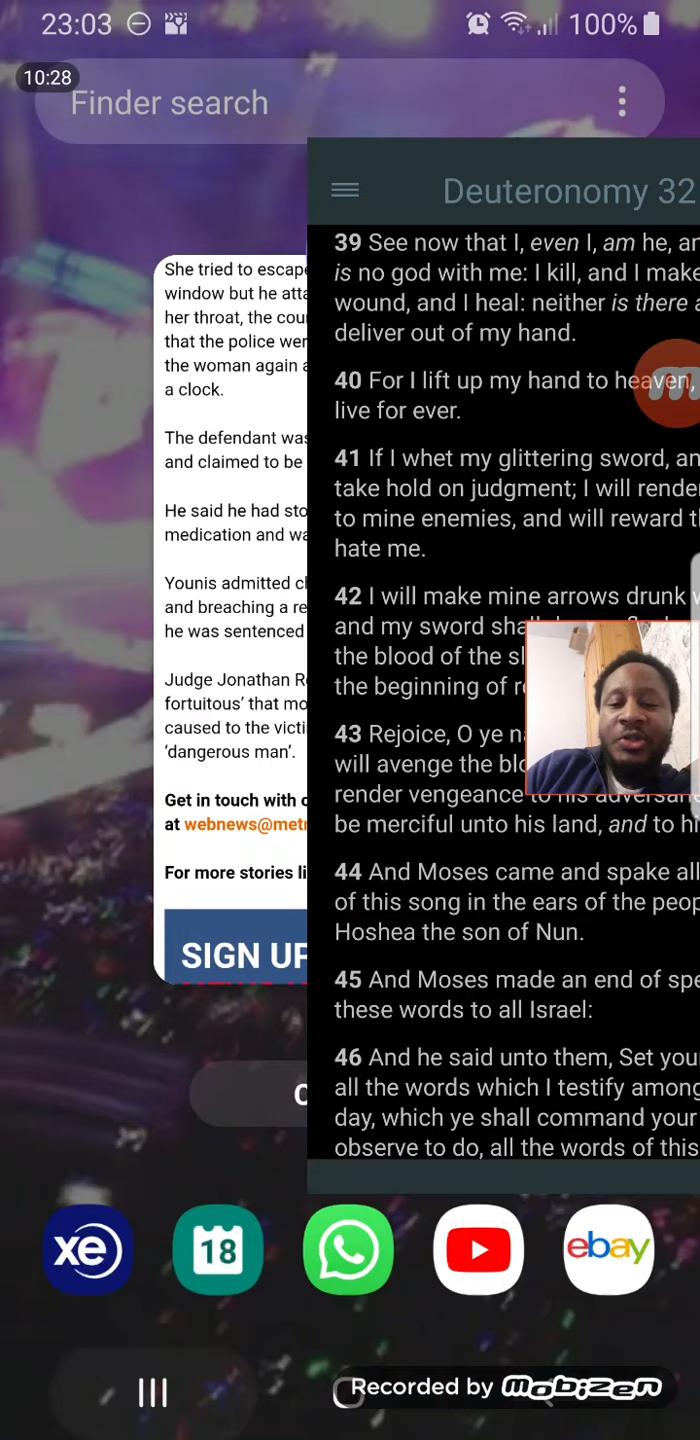 23:03
100%
10:28
Finder search
Deuteronomy 32
She tried to escape
window but he atta
her throat, the cou
that the police wer
the woman again a
a clock.
The defendant was
and claimed to be
He said he had sto
medication and wa
Younis admitted c
and breaching a re
he was sentenced
Judge Jonathan R
fortuitous’ that mo
caused to the victi
‘dangerous man’.
Get in touch with
at webnews@met
For more stories li
SIGN UP
39 See now that I, even I, am he, an
is no god with me: I kill, and I make
wound, and I heal: neither is there a
deliver out of my hand.
40 For I lift up my hand to heaven,
live for ever.
41 If I whet my glittering sword, an
take hold on judgment; I will rende
to mine enemies, and will reward t
hate me.
42 I will make mine arrows drunk w
and my sword shall
the blood of the sl
the beginning of re
43 Rejoice, O ye na
will avenge the blo
render vengeance to his adversarie
be merciful unto his land, and to hi
44 And Moses came and spake all
of this song in the ears of the peop
Hoshea the son of Nun.
45 And Moses made an end of spe
these words to all Israel:
46 And he said unto them, Set your
all the words which I testify among
day, which ye shall command your
observe to do, all the words of this
C
xe
18
ebay
Recorded by mobizen